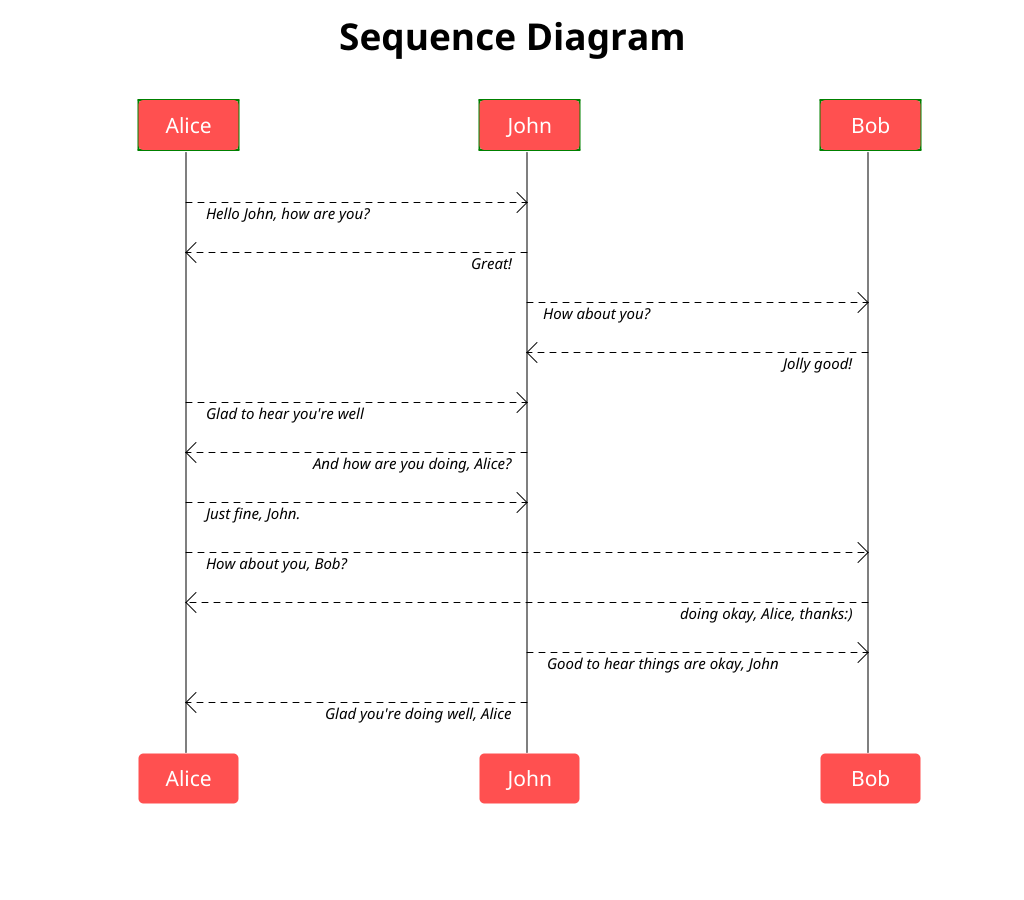 Sequence Diagram
Alice John Bob
Hello John, how are you?
Great!
How about you?
Jolly good!
Glad to hear you're well
And how are you doing, Alice?
Just fine, John.
How about you, Bob?
doing okay, Alice, thanks:)
Good to hear things are okay, John
Glad you're doing well, Alice
Alice John Bob